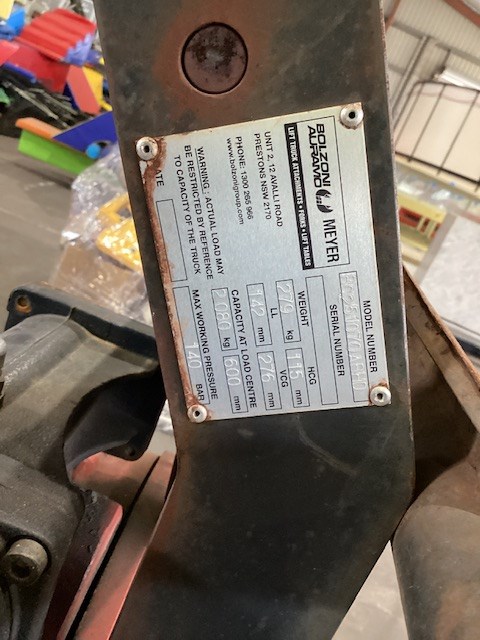 BOLZONI
AURAMO
MEYER
LIFT TRUCK ATTACHMENTS • FORKS • LIFT TABLES
UNIT 2, 12 AVALLI ROAD
PRESTONS NSW 2170
PHONE: 1300 265 966
www.bolzonigroup.com
WARNING : ACTUAL LOAD MAY
BE RESTRICTED BY REFERENCE
TO CAPACITY OF THE TRUCK
MODEL NUMBER
SERIAL NUMBER
HCG
WEIGHT
279 kg 115 mm
LL VCG
142 mm 276 mm
CAPACITY AT LOAD CENTRE
2,080 kg 600 mm
MAX WORKING PRESSURE
140 BAR